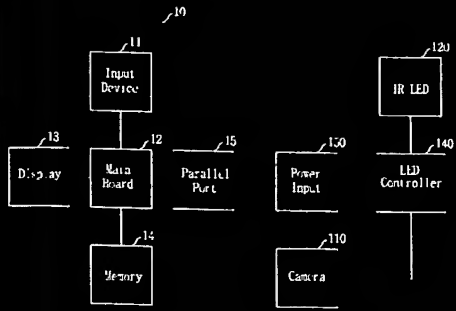 10
11
Input
Device
120
IR LED
13
Display
12
Main
Board
15
Parallel
Port
150
Power
Input
140
LED
Controller
14
Memory
110
Camera